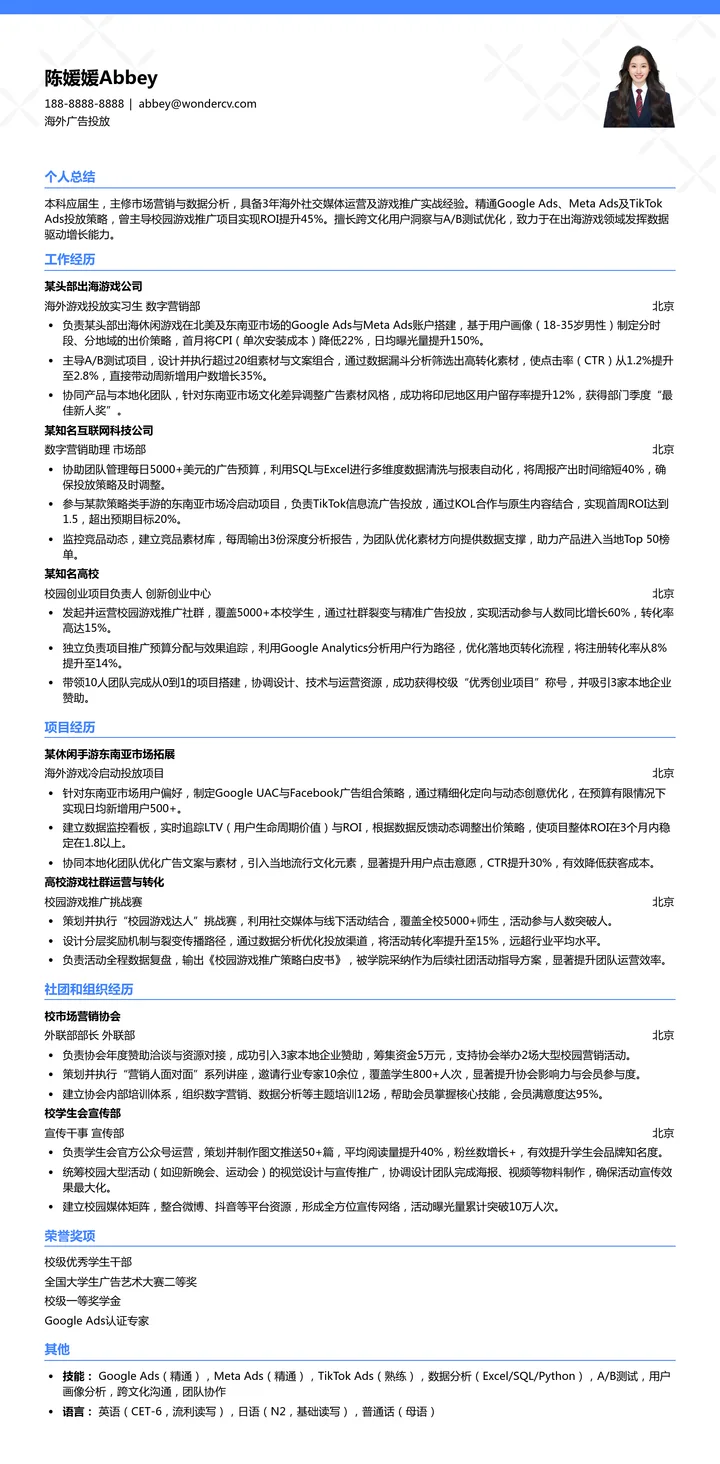 陈媛媛Abbey
188-8888-8888 | abbey@wondercv.com
海外广告投放
个人总结
本科应届生，主修市场营销与数据分析，具备3年海外社交媒体运营及游戏推广实战经验。精通Google Ads、Meta Ads及TikTok
Ads投放策略，曾主导校园游戏推广项目实现ROI提升45%。擅长跨文化用户洞察与A/B测试优化，致力于在出海游戏领域发挥数据
驱动增长能力。
工作经历
某头部出海游戏公司
海外游戏投放实习生 数字营销部 北京
• 负责某头部出海休闲游戏在北美及东南亚市场的Google Ads与Meta Ads账户搭建，基于用户画像（18-35岁男性）制定分时
段、分地域的出价策略，首月将CPI（单次安装成本）降低22%，日均曝光量提升150%。
• 主导A/B测试项目，设计并执行超过20组素材与文案组合，通过数据漏斗分析筛选出高转化素材，使点击率（CTR）从1.2%提升
至2.8%，直接带动周新增用户数增长35%。
• 协同产品与本地化团队，针对东南亚市场文化差异调整广告素材风格，成功将印尼地区用户留存率提升12%，获得部门季度“最
佳新人奖”。
某知名互联网科技公司
数字营销助理 市场部 北京
• 协助团队管理每日5000+美元的广告预算，利用SQL与Excel进行多维度数据清洗与报表自动化，将周报产出时间缩短40%，确
保投放策略及时调整。
• 参与某款策略类手游的东南亚市场冷启动项目，负责TikTok信息流广告投放，通过KOL合作与原生内容结合，实现首周ROI达到
1.5，超出预期目标20%。
• 监控竞品动态，建立竞品素材库，每周输出3份深度分析报告，为团队优化素材方向提供数据支撑，助力产品进入当地Top 50榜
单。
某知名高校
校园创业项目负责人 创新创业中心 北京
• 发起并运营校园游戏推广社群，覆盖5000+本校学生，通过社群裂变与精准广告投放，实现活动参与人数同比增长60%，转化率
高达15%。
• 独立负责项目推广预算分配与效果追踪，利用Google Analytics分析用户行为路径，优化落地页转化流程，将注册转化率从8%
提升至14%。
• 带领10人团队完成从0到1的项目搭建，协调设计、技术与运营资源，成功获得校级“优秀创业项目”称号，并吸引3家本地企业
赞助。
项目经历
某休闲手游东南亚市场拓展
海外游戏冷启动投放项目 北京
• 针对东南亚市场用户偏好，制定Google UAC与Facebook广告组合策略，通过精细化定向与动态创意优化，在预算有限情况下
实现日均新增用户500+。
• 建立数据监控看板，实时追踪LTV（用户生命周期价值）与ROI，根据数据反馈动态调整出价策略，使项目整体ROI在3个月内稳
定在1.8以上。
• 协同本地化团队优化广告文案与素材，引入当地流行文化元素，显著提升用户点击意愿，CTR提升30%，有效降低获客成本。
高校游戏社群运营与转化
校园游戏推广挑战赛 北京
• 策划并执行“校园游戏达人”挑战赛，利用社交媒体与线下活动结合，覆盖全校5000+师生，活动参与人数突破人。
• 设计分层奖励机制与裂变传播路径，通过数据分析优化投放渠道，将活动转化率提升至15%，远超行业平均水平。
• 负责活动全程数据复盘，输出《校园游戏推广策略白皮书》，被学院采纳作为后续社团活动指导方案，显著提升团队运营效率。
社团和组织经历
校市场营销协会
外联部部长 外联部 北京
• 负责协会年度赞助洽谈与资源对接，成功引入3家本地企业赞助，筹集资金5万元，支持协会举办2场大型校园营销活动。
• 策划并执行“营销人面对面”系列讲座，邀请行业专家10余位，覆盖学生800+人次，显著提升协会影响力与会员参与度。
• 建立协会内部培训体系，组织数字营销、数据分析等主题培训12场，帮助会员掌握核心技能，会员满意度达95%。
校学生会宣传部
宣传干事 宣传部 北京
• 负责学生会官方公众号运营，策划并制作图文推送50+篇，平均阅读量提升40%，粉丝数增长+，有效提升学生会品牌知名度。
• 统筹校园大型活动（如迎新晚会、运动会）的视觉设计与宣传推广，协调设计团队完成海报、视频等物料制作，确保活动宣传效
果最大化。
• 建立校园媒体矩阵，整合微博、抖音等平台资源，形成全方位宣传网络，活动曝光量累计突破10万人次。
荣誉奖项
校级优秀学生干部
全国大学生广告艺术大赛二等奖
校级一等奖学金
Google Ads认证专家
其他
• 技能： Google Ads（精通），Meta Ads（精通），TikTok Ads（熟练），数据分析（Excel/SQL/Python），A/B测试，用户
画像分析，跨文化沟通，团队协作
• 语言： 英语（CET-6，流利读写），日语（N2，基础读写），普通话（母语）